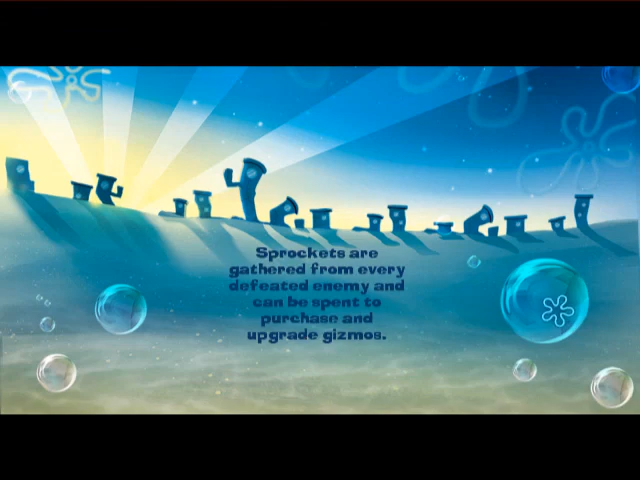 Sprockets are
gathered from every
defeated enemy and
can be spent to
purchase and
upgrade gizmos.